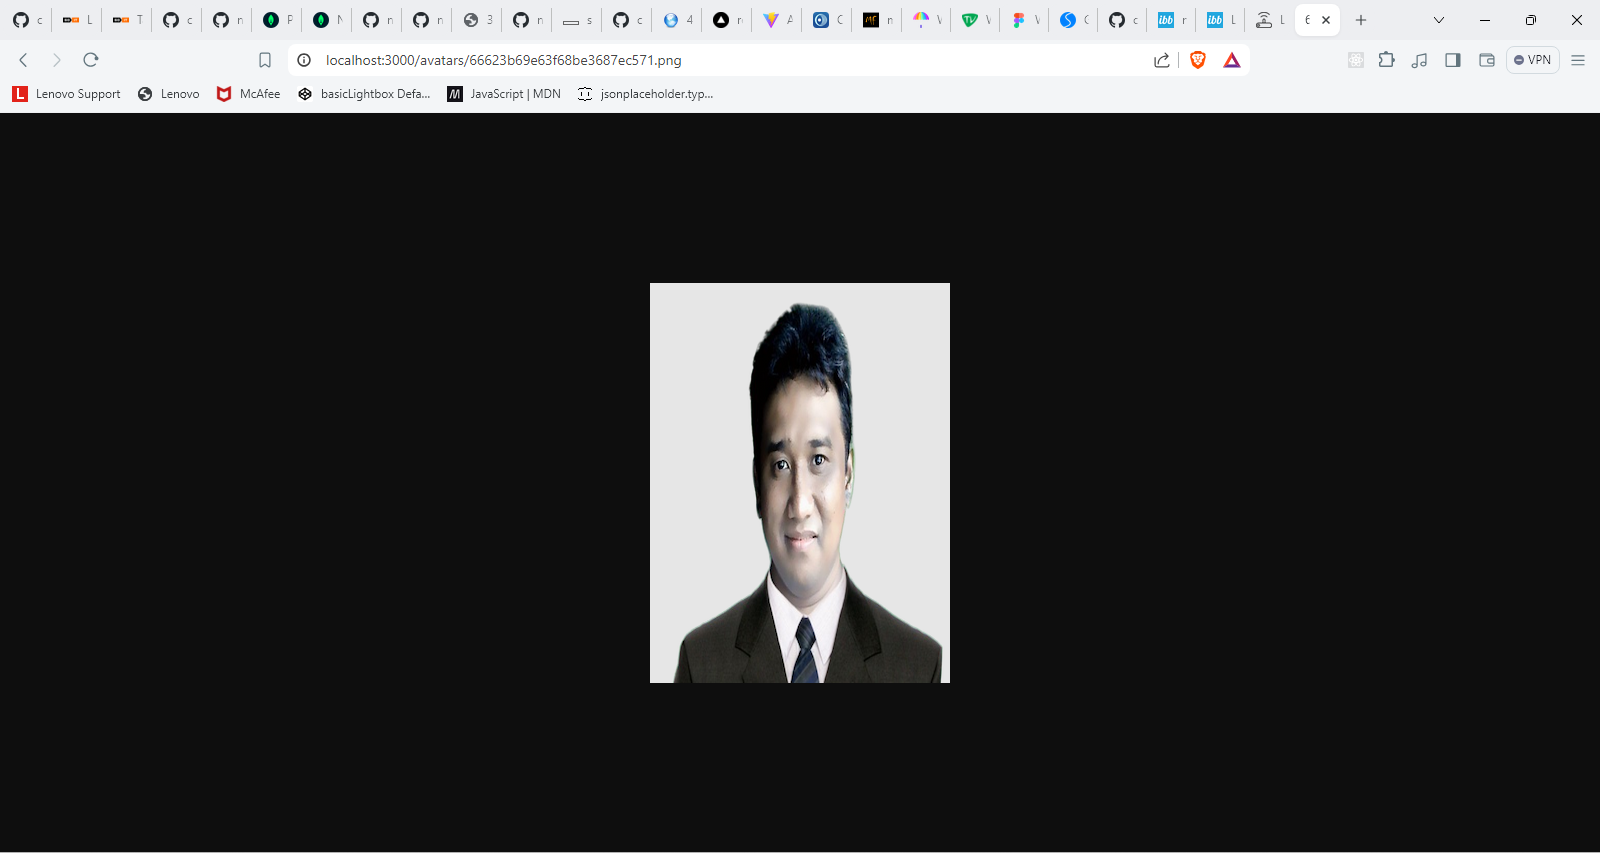 c L T c n P N n n 3 n s c 4 r A C n V V V C c r L L 6
localhost:3000/avatars/66623b69e63f68be3687ec571.png VPN
Lenovo Support Lenovo McAfee basicLightbox Defa... JavaScript | MDN jsonplaceholder.typ...